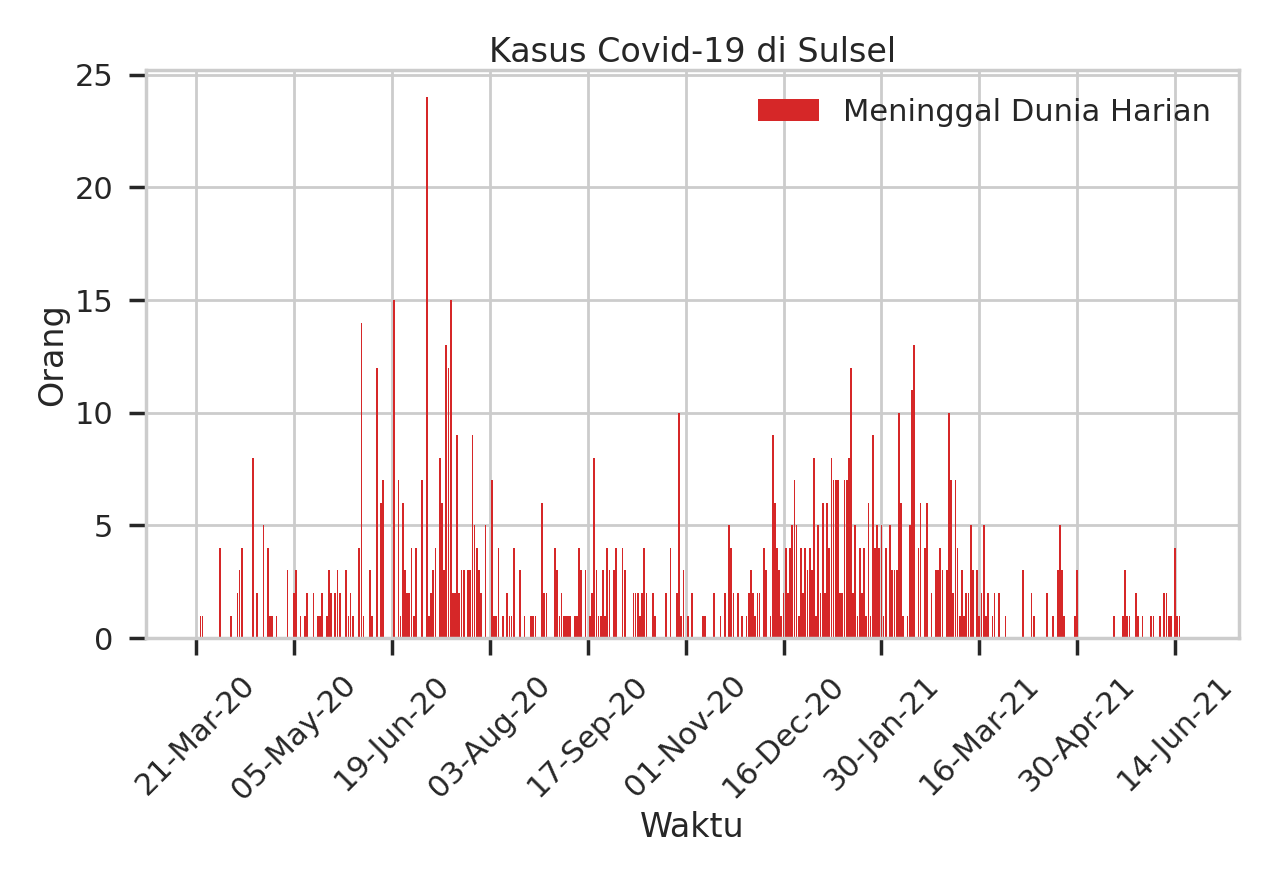 Kasus Covid-19 di Sulsel
Meninggal Dunia Harian
Orang
25
20
15
10
5
0
21-Mar-20
05-May-20
19-Jun-20
03-Aug-20
17-Sep-20
01-Nov-20
16-Dec-20
30-Jan-21
16-Mar-21
30-Apr-21
14-Jun-21
Waktu